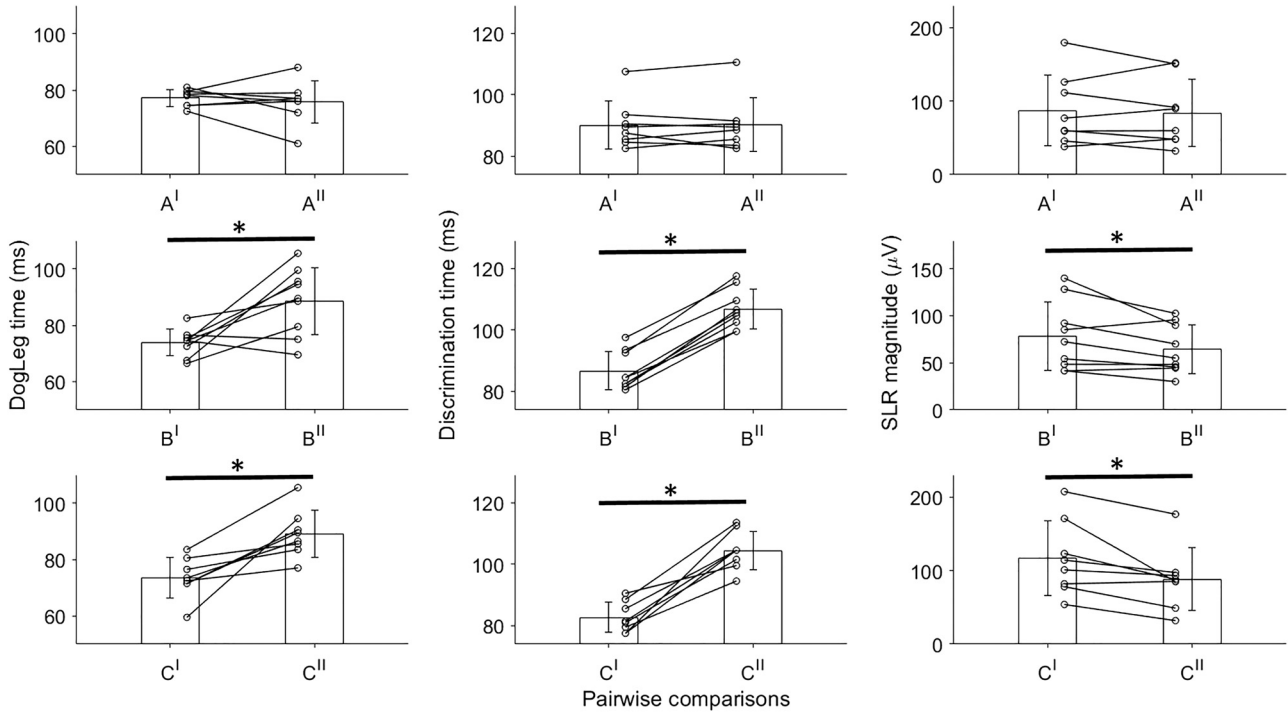 100
80
60
A^I A^II
120
100
80
A^I A^II
200
100
0
A^I A^II
DogLeg time (ms)
*
100
80
60
B^I B^II
Discrimination time (ms)
*
120
100
80
B^I B^II
SLR magnitude (μV)
*
150
100
50
0
B^I B^II
*
100
80
60
C^I C^II
*
120
100
80
C^I C^II
*
200
100
0
C^I C^II
Pairwise comparisons